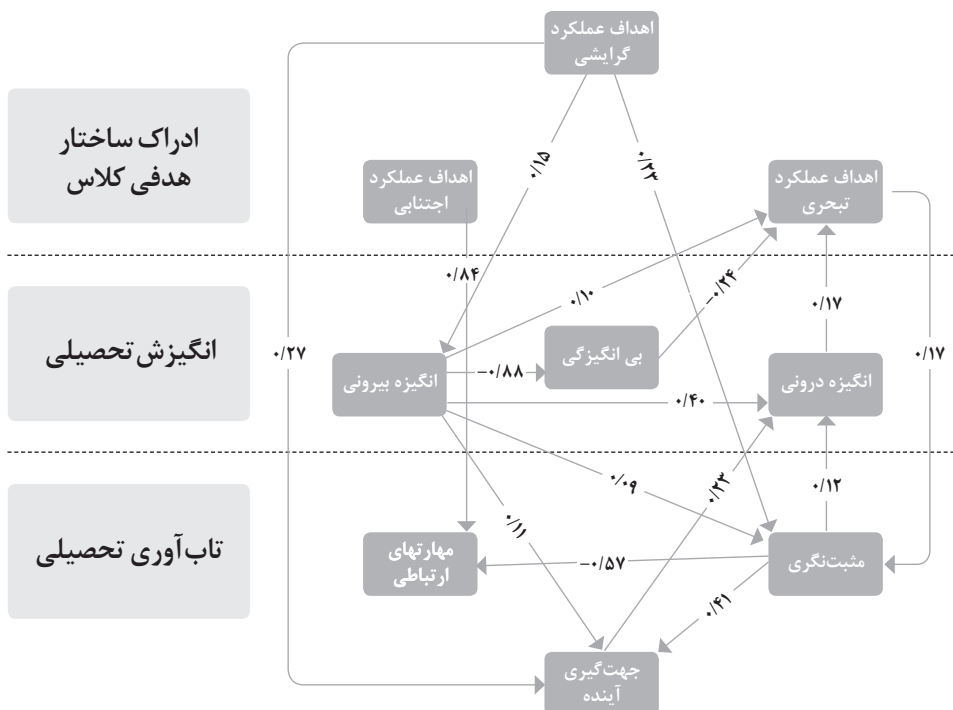 اهداف عملکرد
گرایشی
ادراک ساختار
هدفی کلاس
۰/۱۵
۰/۲۳
اهداف عملکرد
تبحری
اهداف عملکرد
اجتنابی
۰/۸۴
۰/۱۰
−۰/۲۴
۰/۱۷
انگیزش تحصیلی
۰/۲۷
۰/۱۷
بی انگیزگی
انگیزه درونی
انگیزه بیرونی
−۰/۸۸
۰/۴۰
۰/۰۹
۰/۲۳
۰/۱۲
۰/۱۱
تاب‌آوری تحصیلی
مهارتهای
ارتباطی
−۰/۵۷
مثبت‌نگری
۰/۴۱
جهت‌گیری
آینده